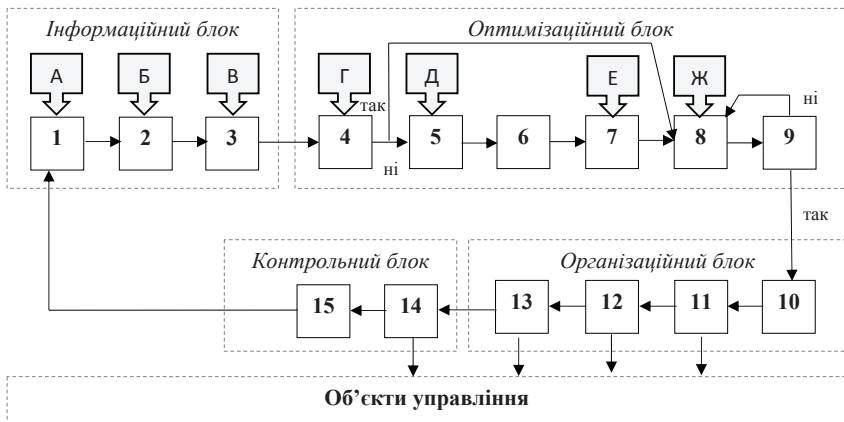 Інформаційний блок
Оптимізаційний блок
А Б В Г Д Е Ж
так
ні
1 2 3 4 5 6 7 8 9
ні
так
Контрольний блок
Організаційний блок
15 14 13 12 11 10
Об’єкти управління